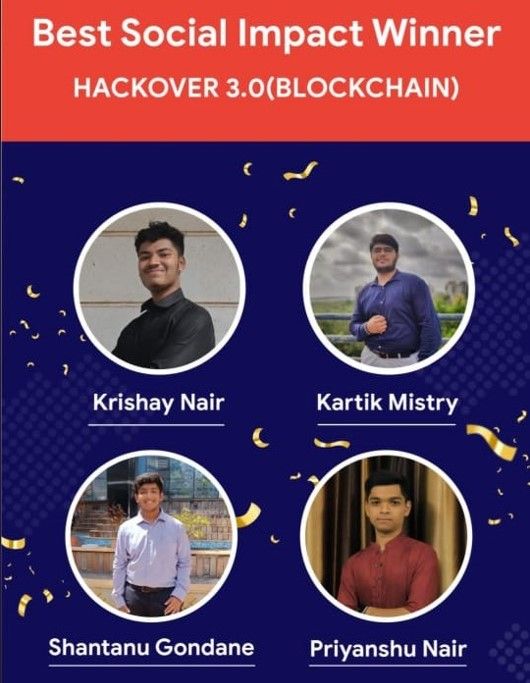 Best Social Impact Winner
HACKOVER 3.0(BLOCKCHAIN)
Krishay Nair
Kartik Mistry
Shantanu Gondane
Priyanshu Nair